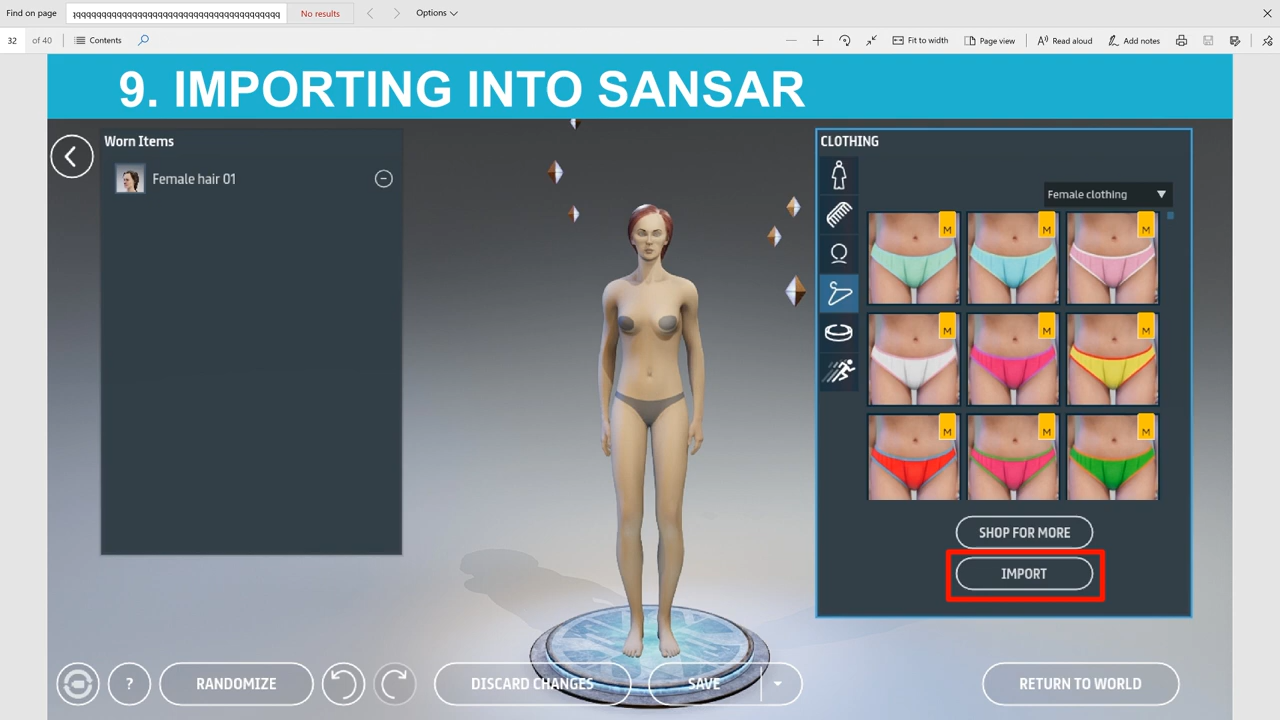 Find on page
No results
Options
32
of 40
Contents
Fit to width
Page view
Read aloud
Add notes
9. IMPORTING INTO SANSAR
Worn Items
Female hair 01
CLOTHING
Female clothing
M
M
M
M
M
M
M
M
M
SHOP FOR MORE
IMPORT
?
RANDOMIZE
DISCARD CHANGES
SAVE
RETURN TO WORLD